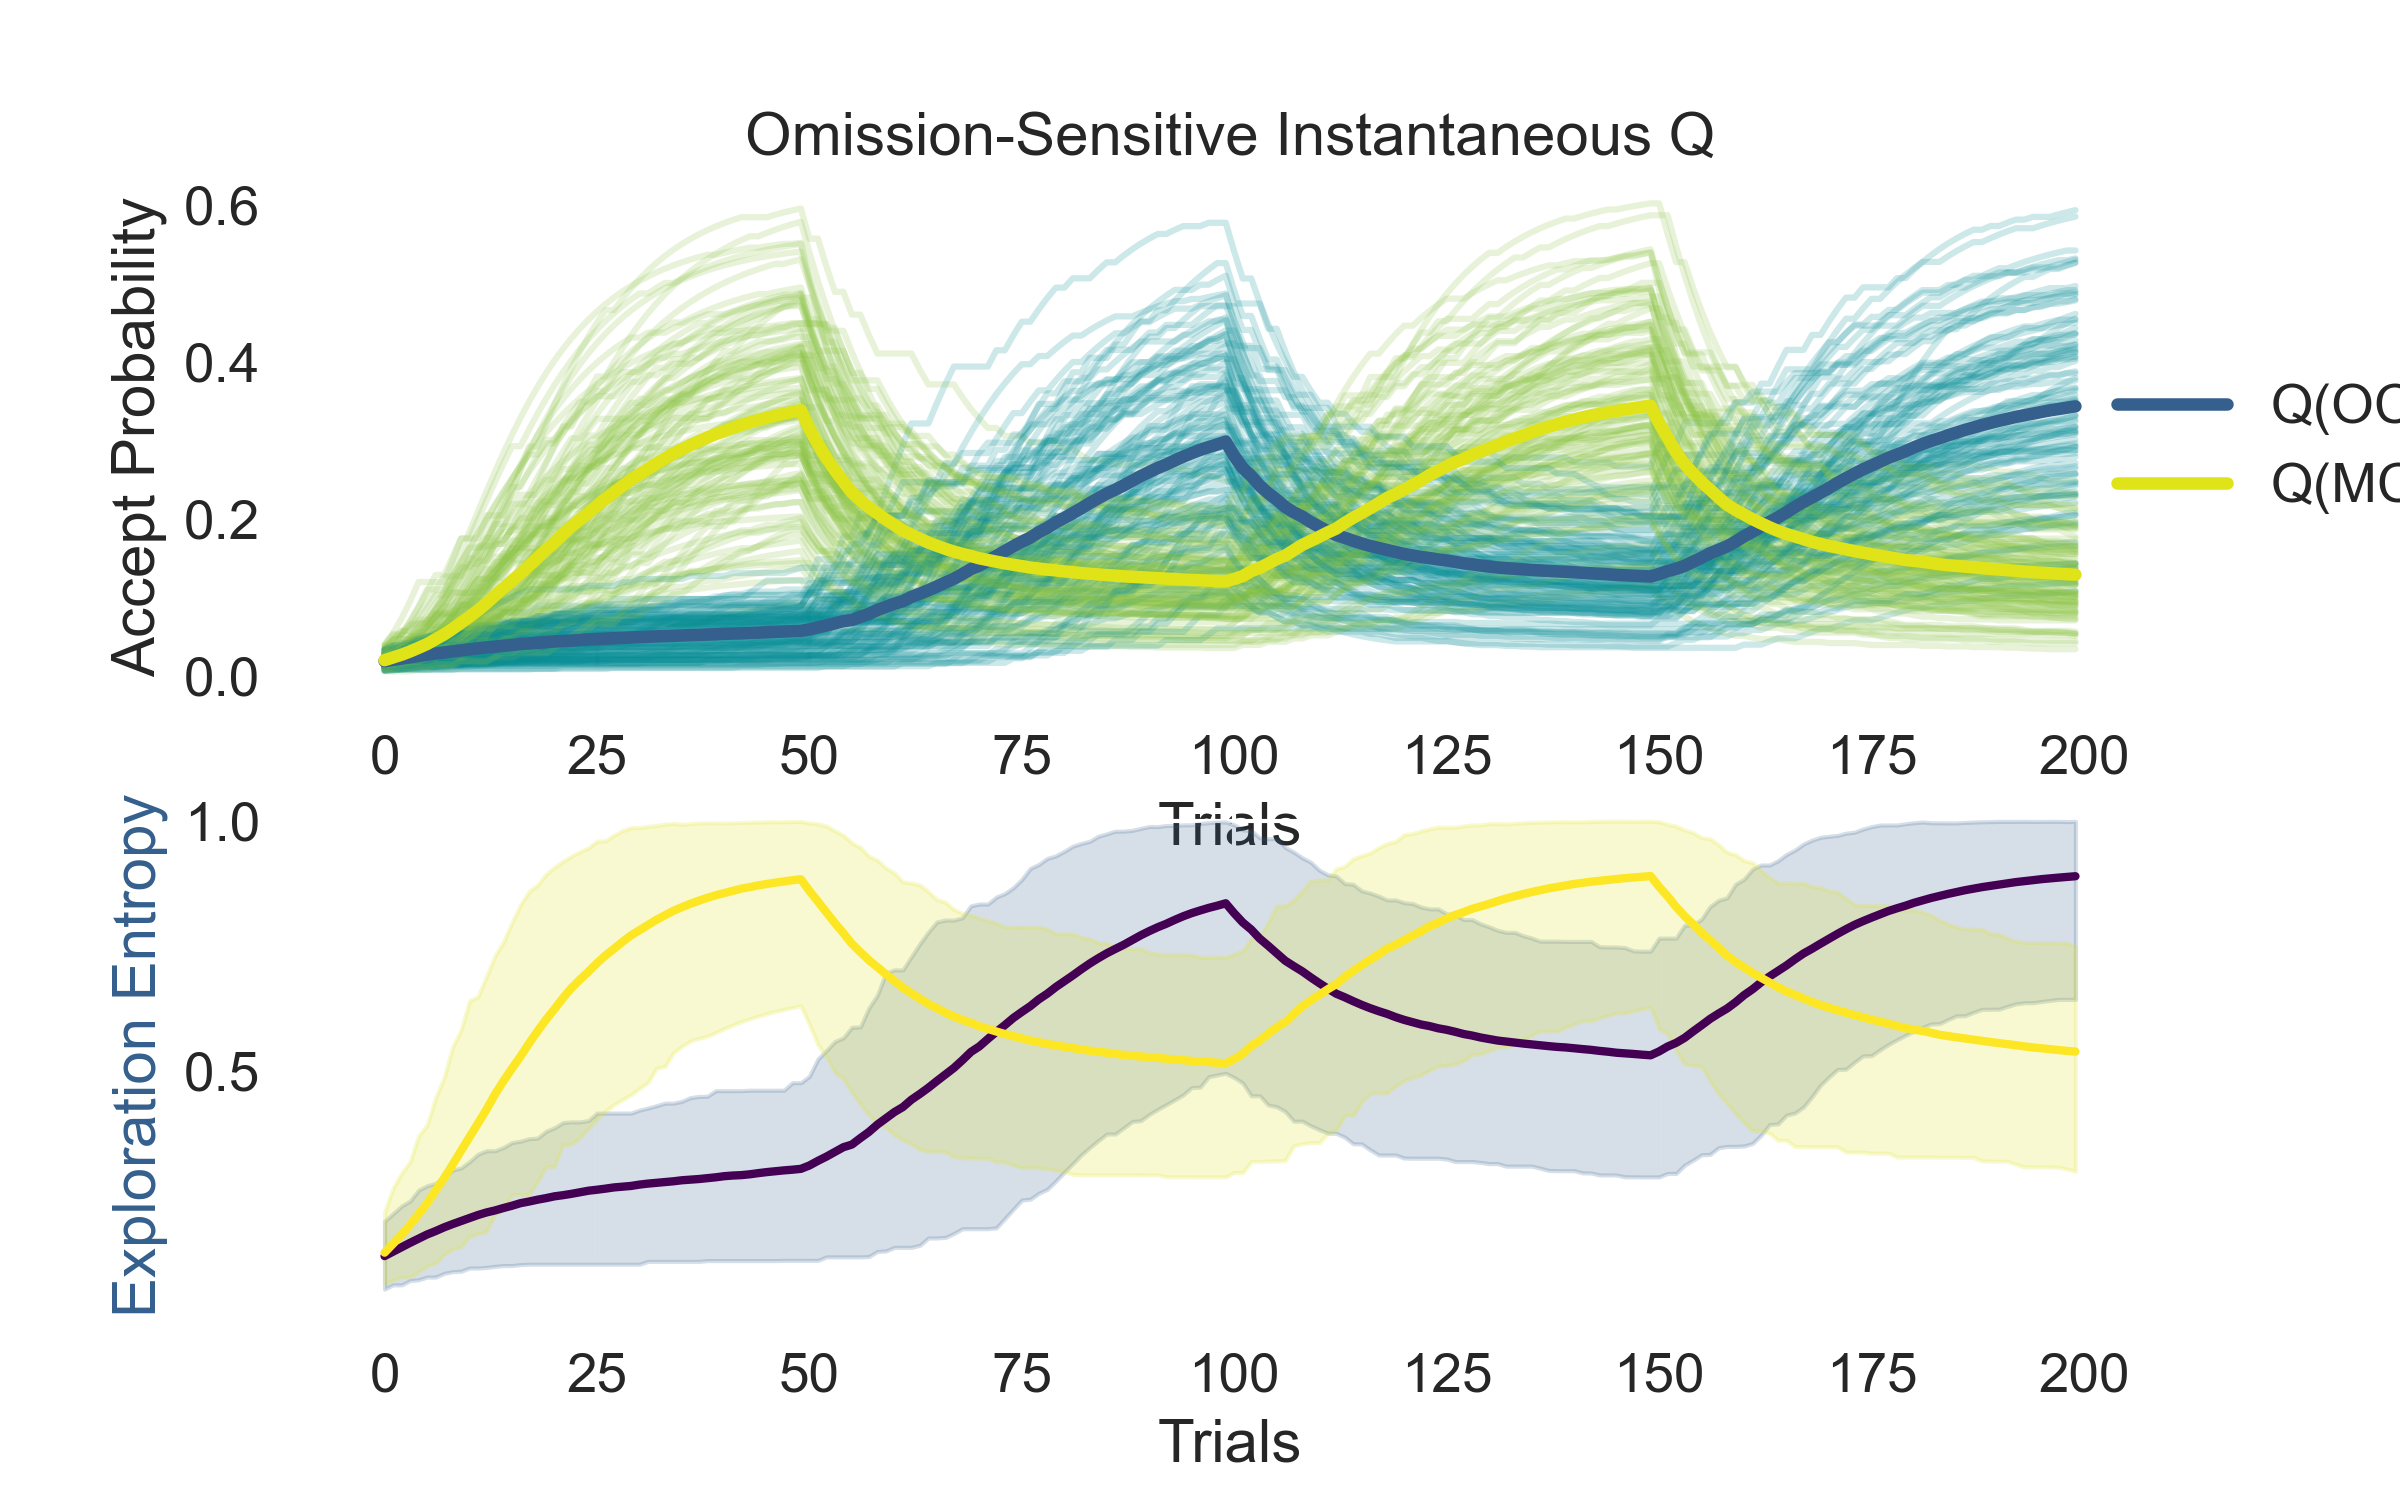 Omission-Sensitive Instantaneous Q
Accept Probability
0.6
0.4
0.2
0.0
0 25 50 75 100 125 150 175 200
Trials
Q(OC
Q(MC
Exploration Entropy
1.0
0.5
0 25 50 75 100 125 150 175 200
Trials